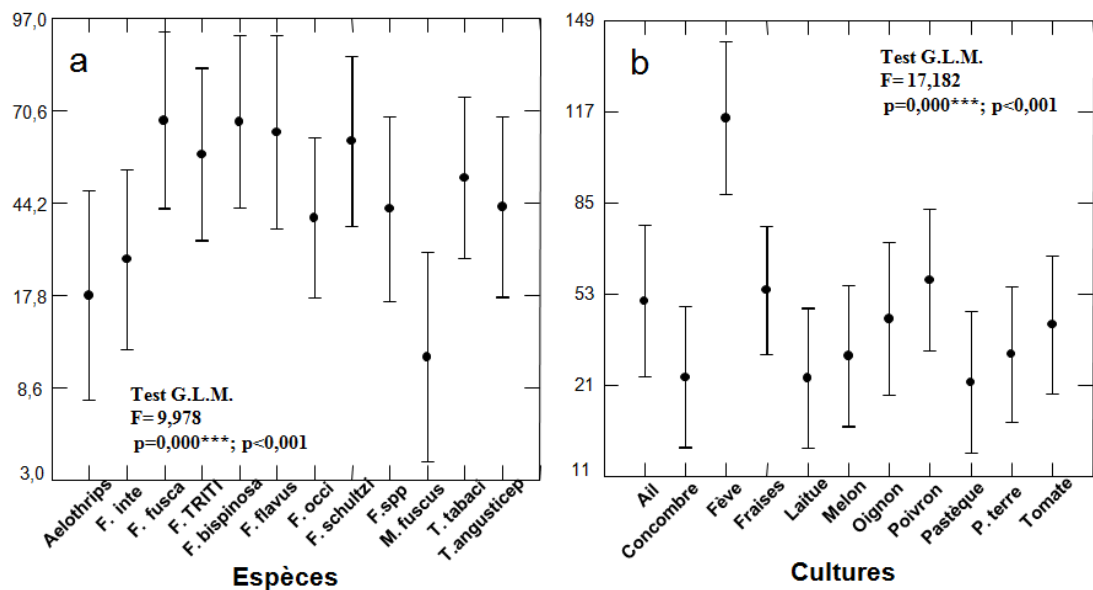 a
97,0
70,6
44,2
17,8
8,6
3,0
Test G.L.M.
F= 9,978
p=0,000***; p<0,001
Aelothrips
F. inte
F. fusca
F. TRITI
F. bispinosa
F. flavus
F. occi
F. schultzi
F.spp
M. fuscus
T. tabaci
T.angusticep
Espèces
b
149
117
85
53
21
11
Test G.L.M.
F= 17,182
p=0,000***; p<0,001
Ail
Concombre
Fève
Fraises
Laitue
Melon
Oignon
Poivron
Pastèque
P. terre
Tomate
Cultures